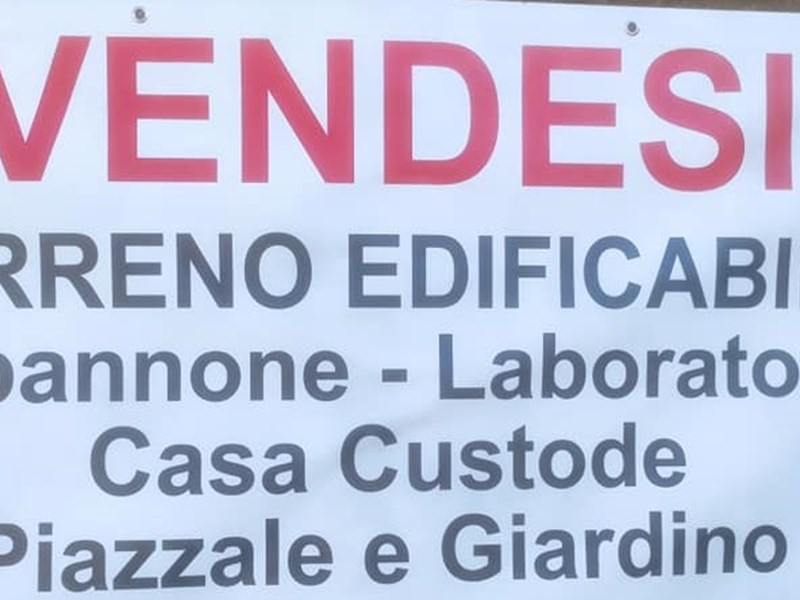 VENDESI
RRENO EDIFICABI
pannone - Laborato
Casa Custode
Piazzale e Giardino